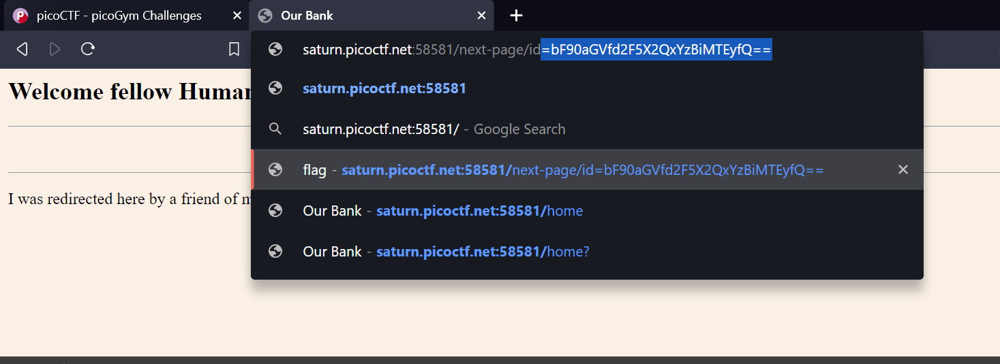 picoCTF - picoGym Challenges
Our Bank
saturn.picoctf.net:58581/next-page/id=bF90aGVfd2F5X2QxYzBiMTEyfQ==
saturn.picoctf.net:58581
saturn.picoctf.net:58581/ - Google Search
flag - saturn.picoctf.net:58581/next-page/id=bF90aGVfd2F5X2QxYzBiMTEyfQ==
Our Bank - saturn.picoctf.net:58581/home
Our Bank - saturn.picoctf.net:58581/home?
Welcome fellow Human
I was redirected here by a friend of m